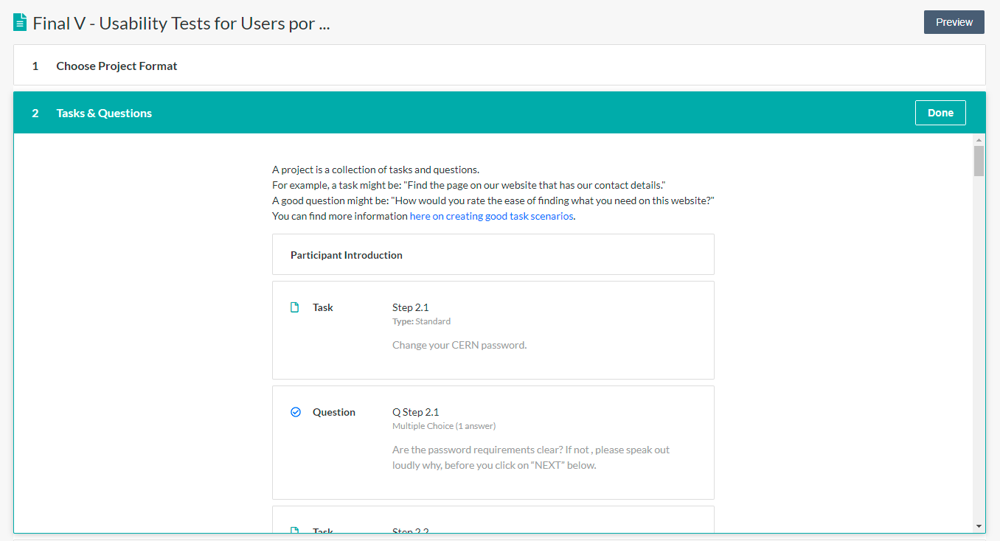 Final V - Usability Tests for Users por ...
Preview
1 Choose Project Format
2 Tasks & Questions
Done
A project is a collection of tasks and questions.
For example, a task might be: "Find the page on our website that has our contact details."
A good question might be: "How would you rate the ease of finding what you need on this website?"
You can find more information here on creating good task scenarios.
Participant Introduction
Task Step 2.1
Type: Standard
Change your CERN password.
Question Q Step 2.1
Multiple Choice (1 answer)
Are the password requirements clear? If not , please speak out
loudly why, before you click on “NEXT” below.
Task Step 2.2